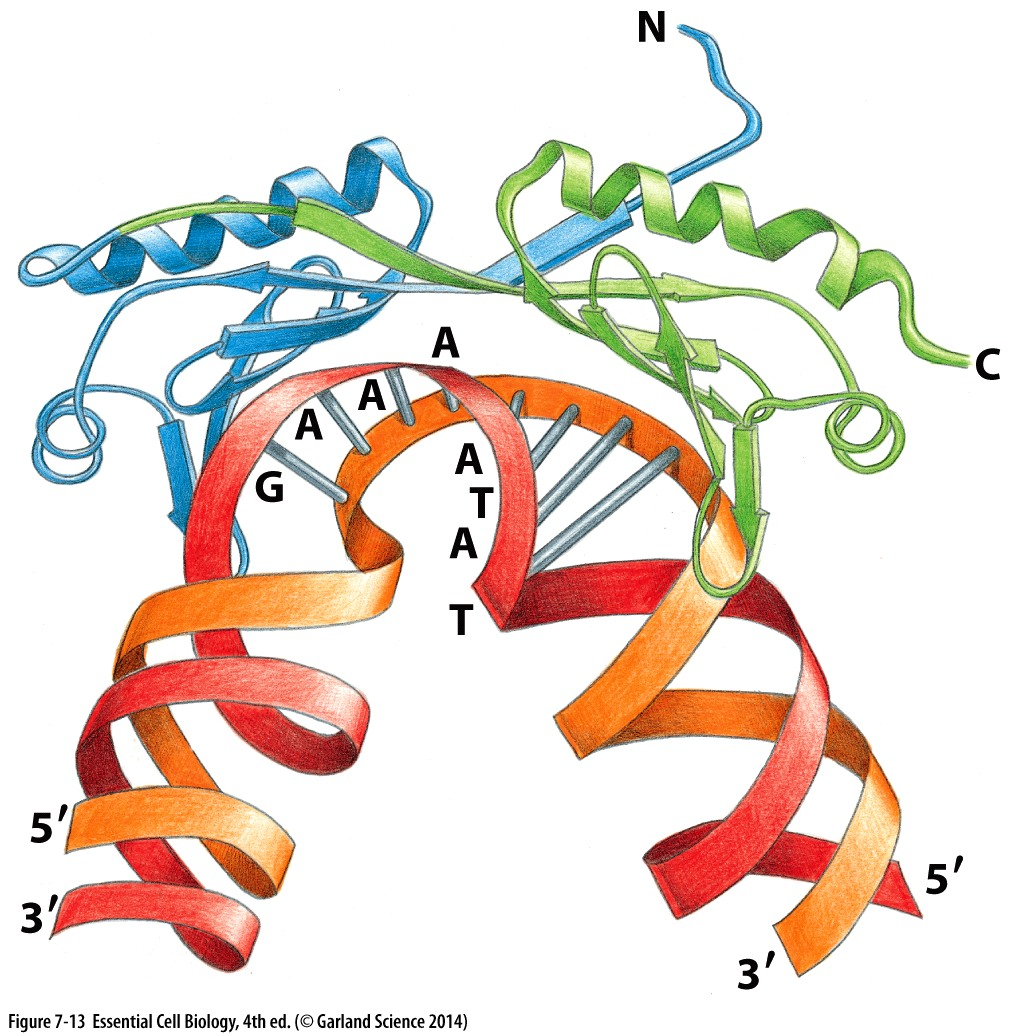 N
C
A
A
A
G
A
T
A
T
5′
3′
5′
3′
Figure 7-13 Essential Cell Biology, 4th ed. (© Garland Science 2014)